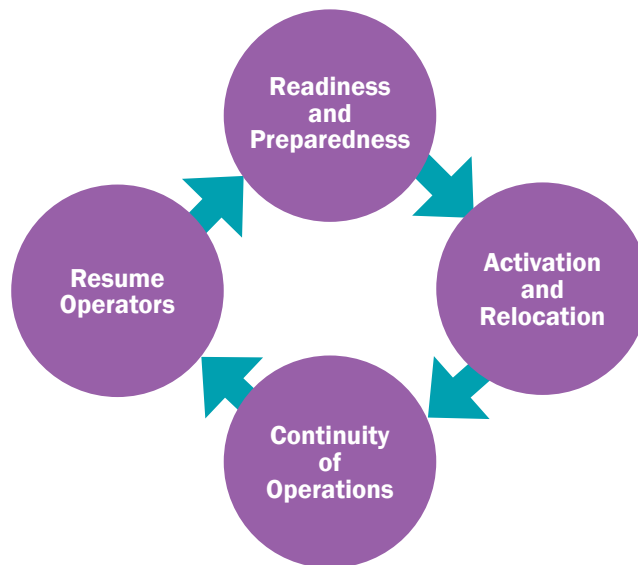 Readiness
and
Preparedness
Activation
and
Relocation
Continuity
of
Operations
Resume
Operators